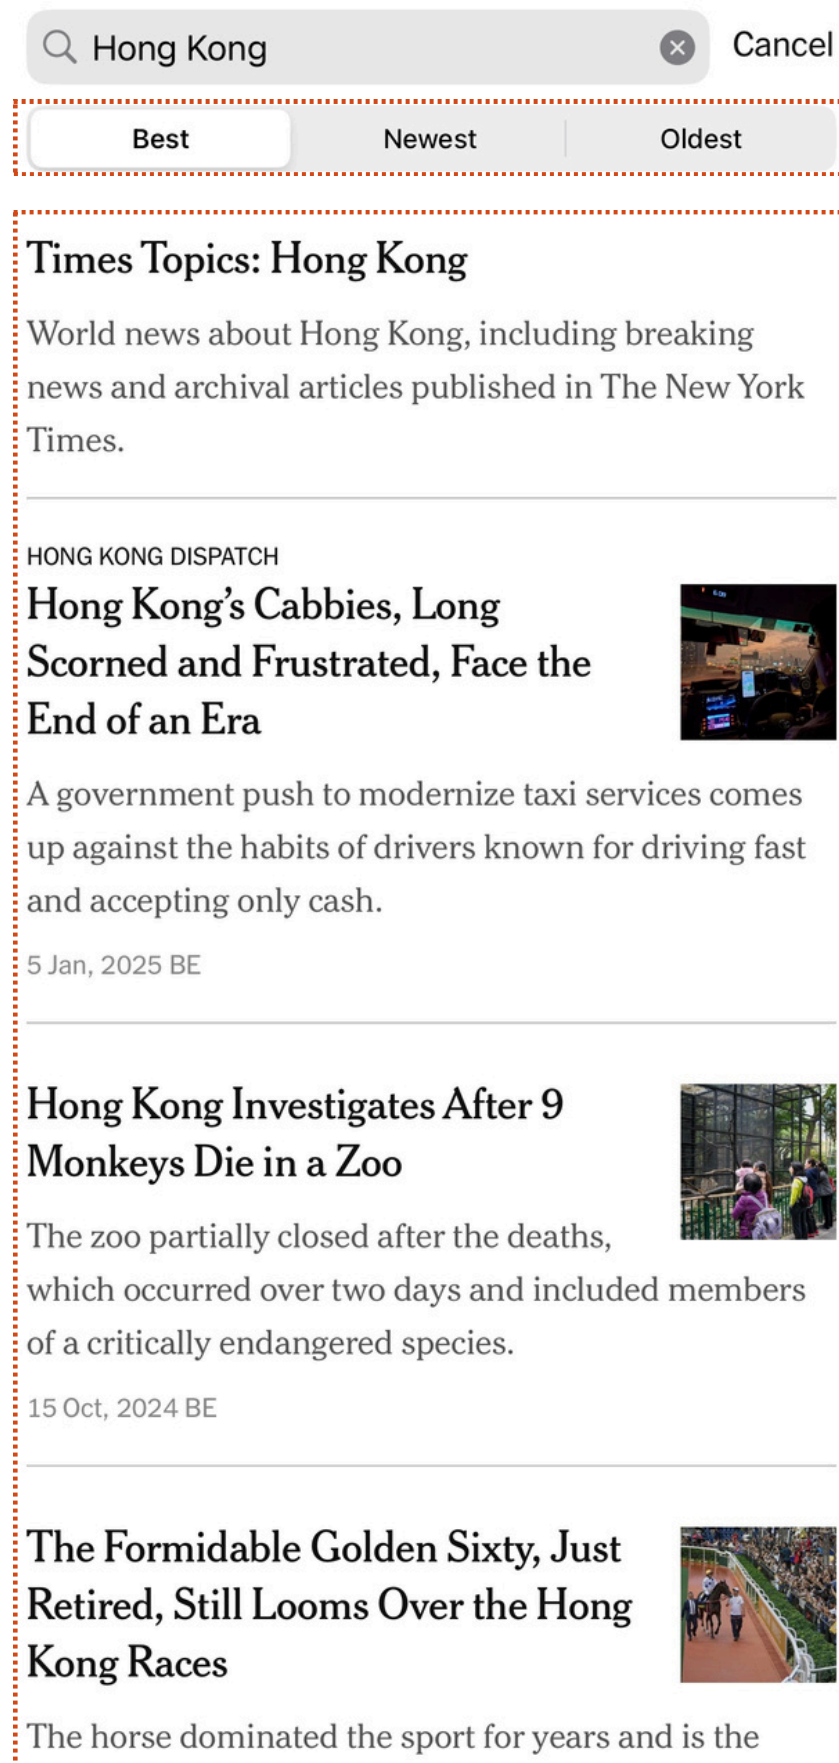 Hong Kong
Cancel
Best
Newest
Oldest
Times Topics: Hong Kong
World news about Hong Kong, including breaking
news and archival articles published in The New York
Times.
HONG KONG DISPATCH
Hong Kong’s Cabbies, Long
Scorned and Frustrated, Face the
End of an Era
A government push to modernize taxi services comes
up against the habits of drivers known for driving fast
and accepting only cash.
5 Jan, 2025 BE
Hong Kong Investigates After 9
Monkeys Die in a Zoo
The zoo partially closed after the deaths,
which occurred over two days and included members
of a critically endangered species.
15 Oct, 2024 BE
The Formidable Golden Sixty, Just
Retired, Still Looms Over the Hong
Kong Races
The horse dominated the sport for years and is the